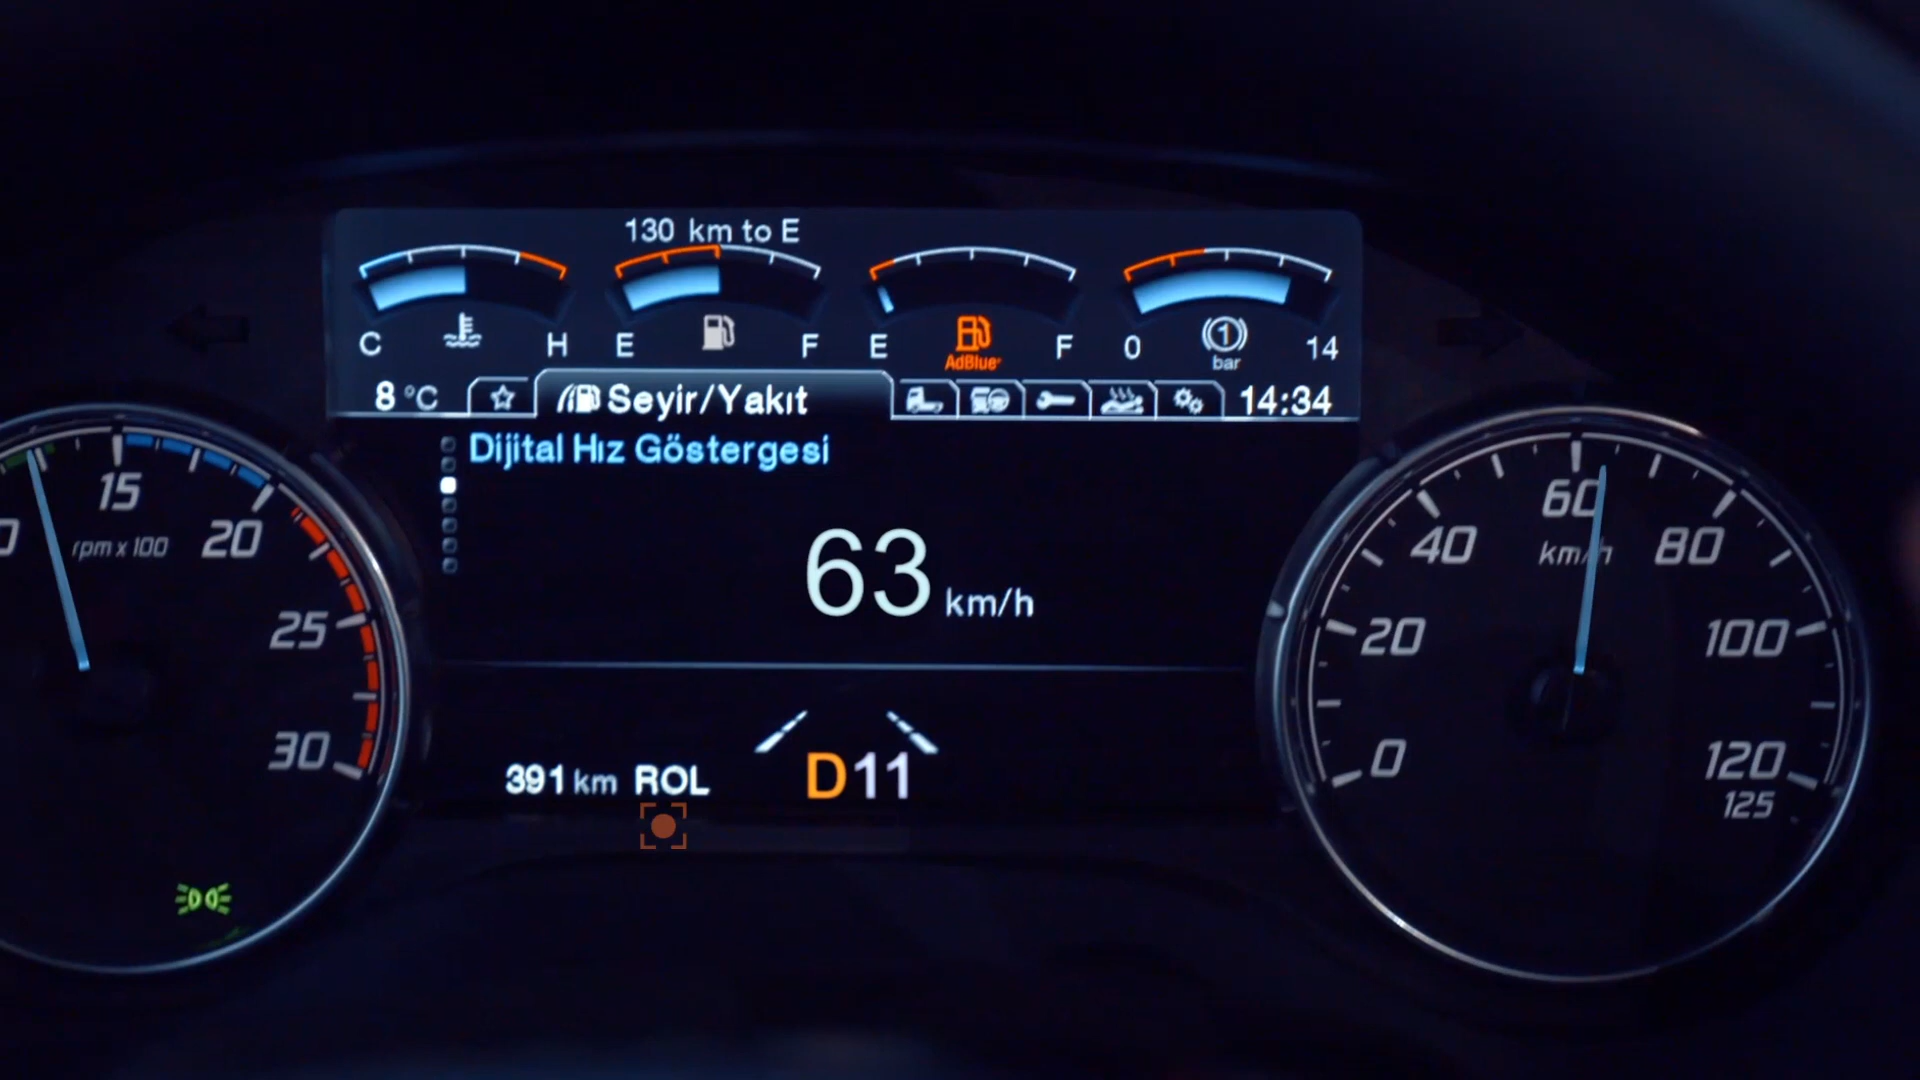 130 km to E
C H E F E AdBlue F 0 1 bar 14
8 °C Seyir/Yakıt 14:34
Dijital Hız Göstergesi
63 km/h
391 km ROL D11
15 20 25 30
rpm x 100
0 20 40 60 80 100 120 125
km/h